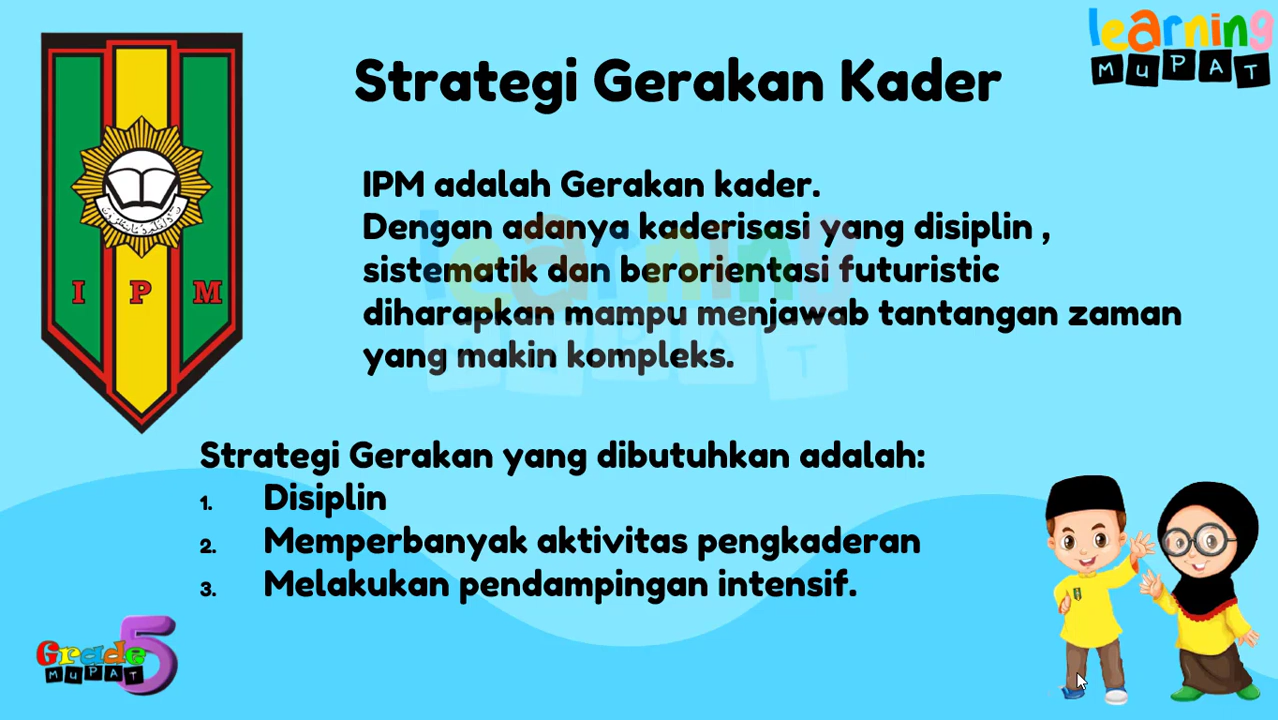 learning
MUPAT
Strategi Gerakan Kader
IPM adalah Gerakan kader.
Dengan adanya kaderisasi yang disiplin ,
sistematik dan berorientasi futuristic
diharapkan mampu menjawab tantangan zaman
yang makin kompleks.
I P M
Strategi Gerakan yang dibutuhkan adalah:
1. Disiplin
2. Memperbanyak aktivitas pengkaderan
3. Melakukan pendampingan intensif.
Grade 5
MUPAT
learning
MUPAT